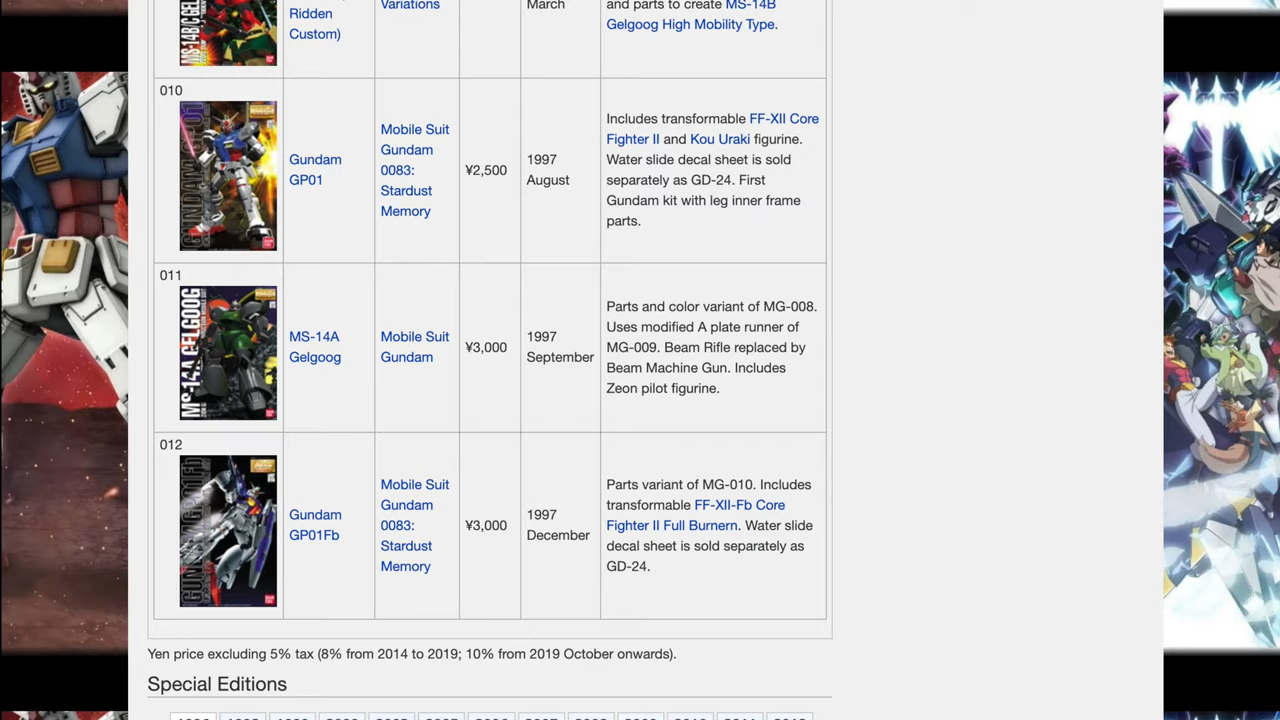 Ridden
Custom)
Variations
March
and parts to create MS-14B
Gelgoog High Mobility Type.
010
Gundam
GP01
Mobile Suit
Gundam
0083:
Stardust
Memory
¥2,500
1997
August
Includes transformable FF-XII Core
Fighter II and Kou Uraki figurine.
Water slide decal sheet is sold
separately as GD-24. First
Gundam kit with leg inner frame
parts.
011
MS-14A GELGOOG
MS-14A
Gelgoog
Mobile Suit
Gundam
¥3,000
1997
September
Parts and color variant of MG-008.
Uses modified A plate runner of
MG-009. Beam Rifle replaced by
Beam Machine Gun. Includes
Zeon pilot figurine.
012
Gundam
GP01Fb
Mobile Suit
Gundam
0083:
Stardust
Memory
¥3,000
1997
December
Parts variant of MG-010. Includes
transformable FF-XII-Fb Core
Fighter II Full Burnern. Water slide
decal sheet is sold separately as
GD-24.
Yen price excluding 5% tax (8% from 2014 to 2019; 10% from 2019 October onwards).
Special Editions